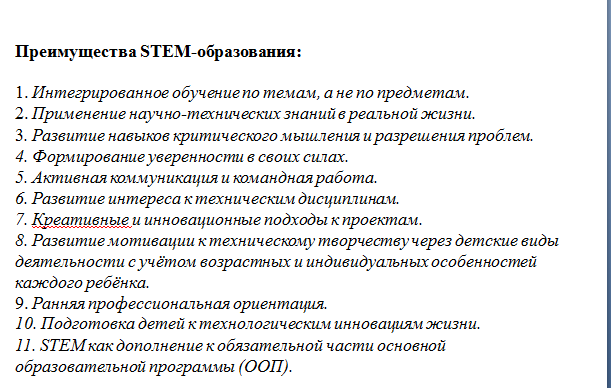 Преимущества STEM-образования:
1. Интегрированное обучение по темам, а не по предметам.
2. Применение научно-технических знаний в реальной жизни.
3. Развитие навыков критического мышления и разрешения проблем.
4. Формирование уверенности в своих силах.
5. Активная коммуникация и командная работа.
6. Развитие интереса к техническим дисциплинам.
7. Креативные и инновационные подходы к проектам.
8. Развитие мотивации к техническому творчеству через детские виды
деятельности с учётом возрастных и индивидуальных особенностей
каждого ребёнка.
9. Ранняя профессиональная ориентация.
10. Подготовка детей к технологическим инновациям жизни.
11. STEM как дополнение к обязательной части основной
образовательной программы (ООП).